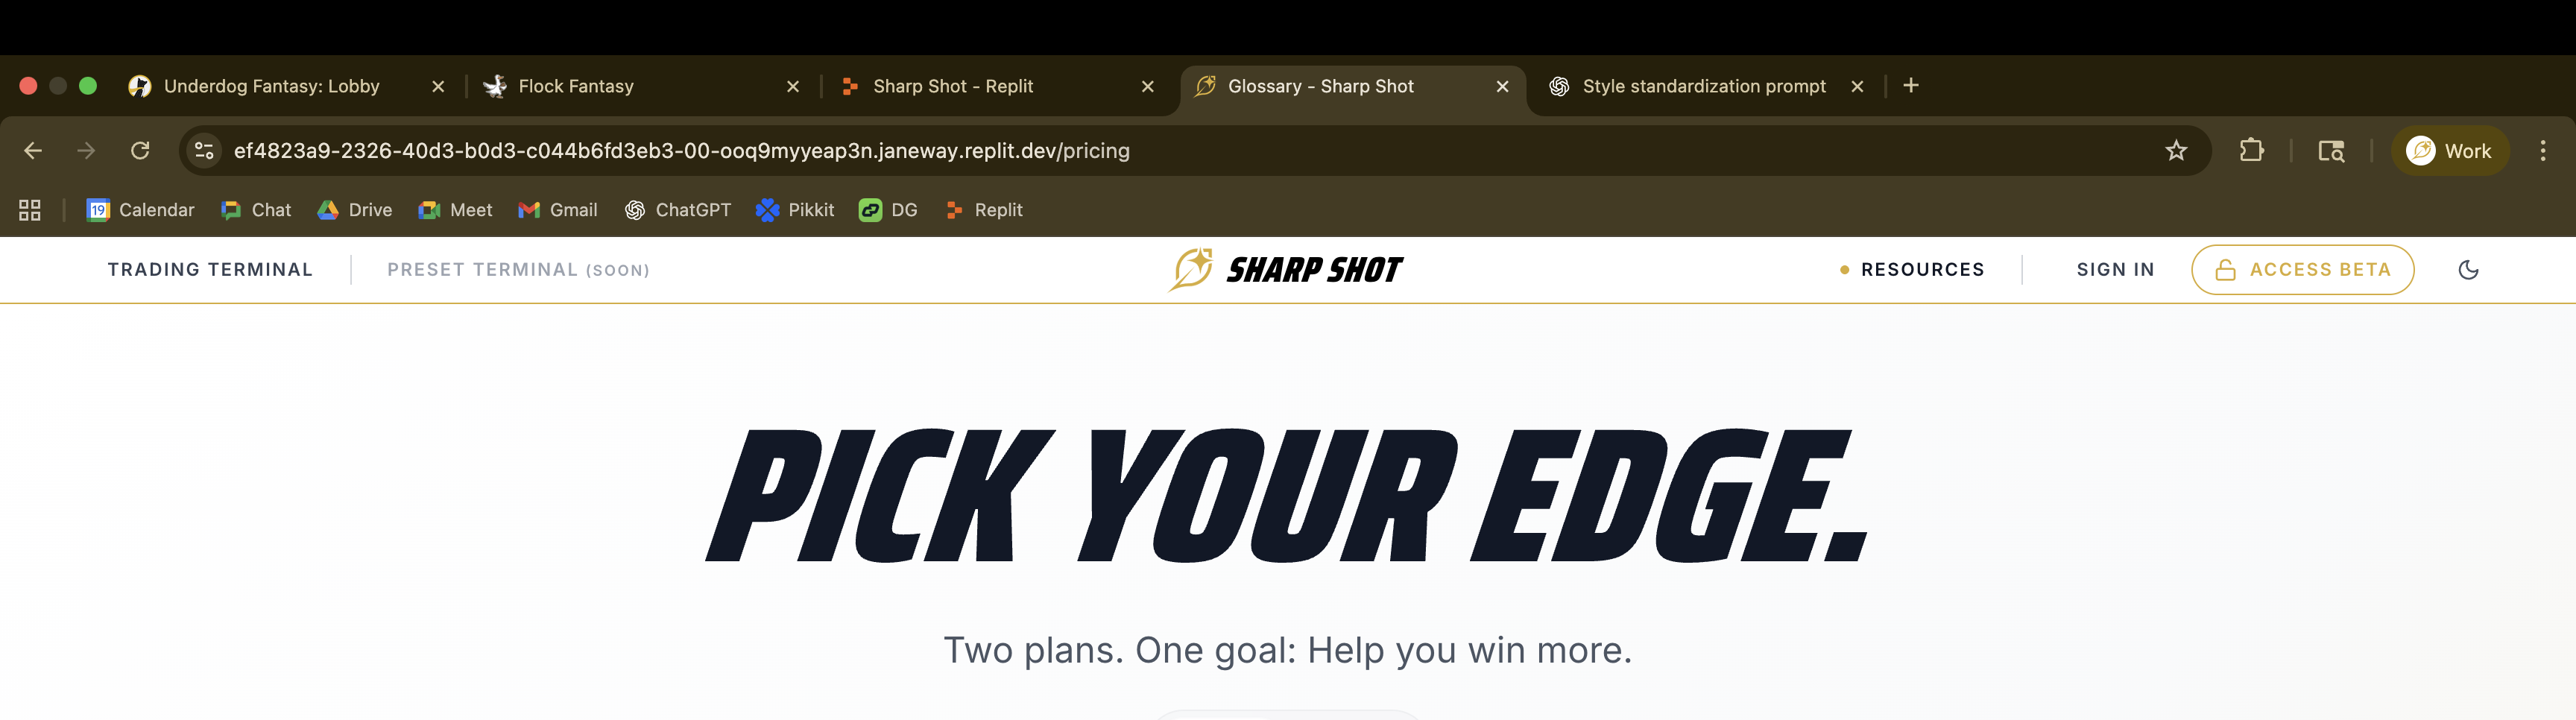 Underdog Fantasy: Lobby
Flock Fantasy
Sharp Shot - Replit
Glossary - Sharp Shot
Style standardization prompt
ef4823a9-2326-40d3-b0d3-c044b6fd3eb3-00-ooq9myyeap3n.janeway.replit.dev/pricing
Work
19 Calendar
Chat
Drive
Meet
Gmail
ChatGPT
Pikkit
DG
Replit
TRADING TERMINAL
PRESET TERMINAL (SOON)
SHARP SHOT
RESOURCES
SIGN IN
ACCESS BETA
PICK YOUR EDGE.
Two plans. One goal: Help you win more.